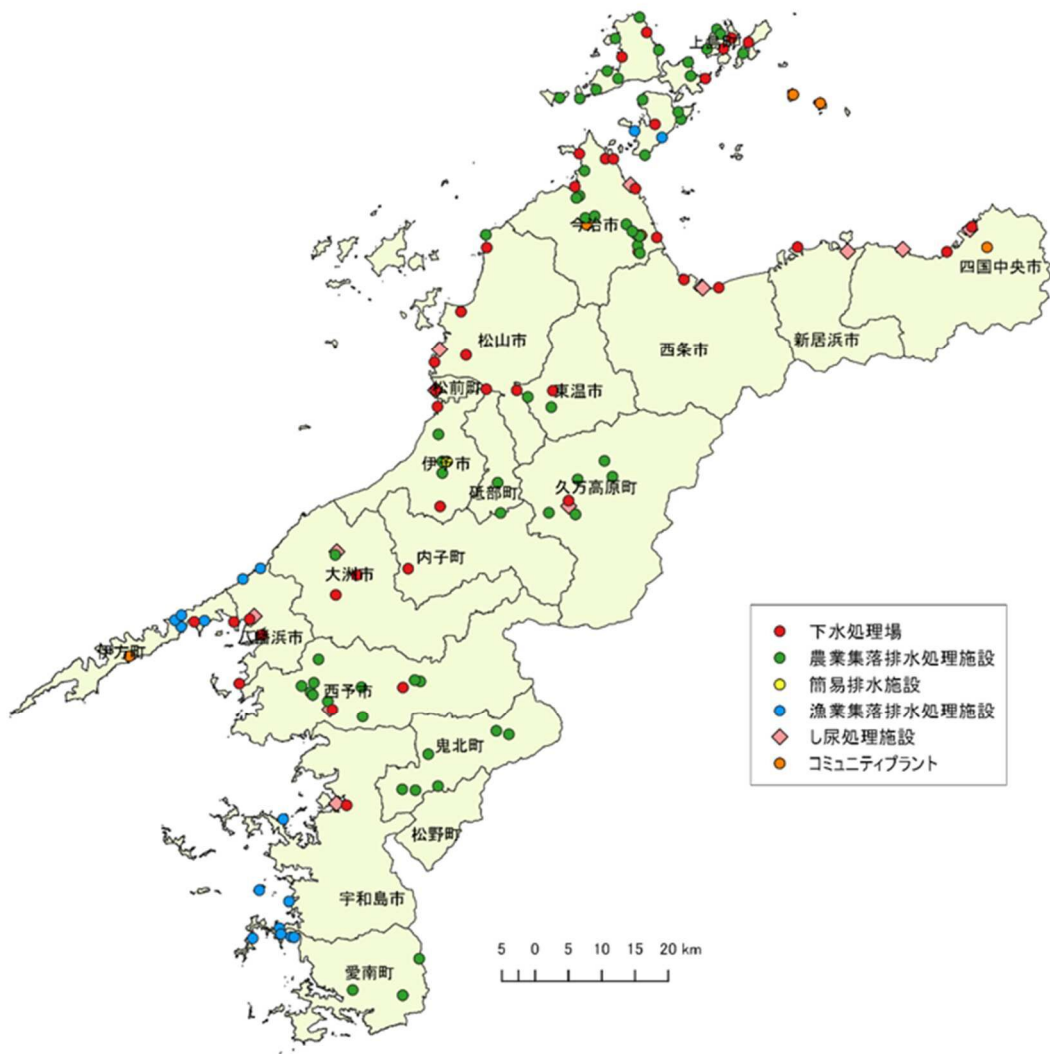 上島町
今治市
四国中央市
新居浜市
西条市
松山市
松前町
東温市
伊予市
砥部町
久万高原町
内子町
大洲市
八幡浜市
伊方町
西予市
鬼北町
松野町
宇和島市
愛南町
下水処理場
農業集落排水処理施設
簡易排水施設
漁業集落排水処理施設
し尿処理施設
コミュニティプラント
5 0 5 10 15 20 km